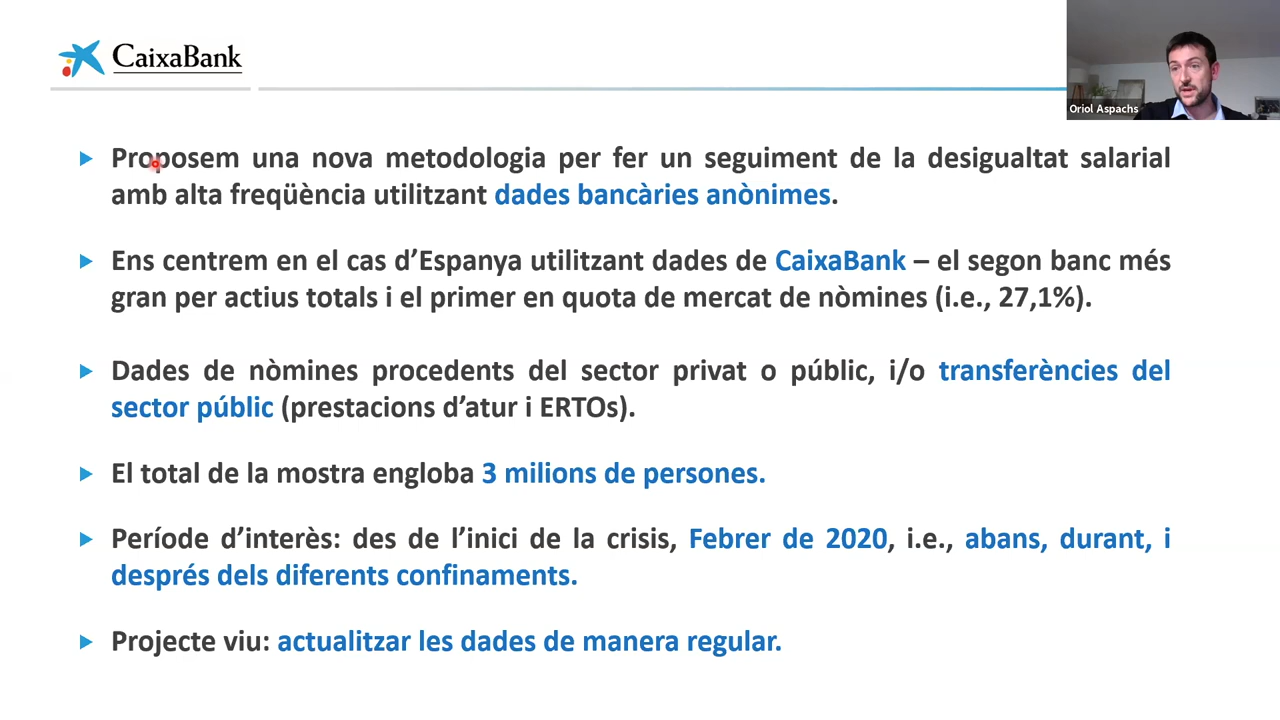 CaixaBank
Oriol Aspachs
Proposem una nova metodologia per fer un seguiment de la desigualtat salarial
amb alta freqüència utilitzant dades bancàries anònimes.
Ens centrem en el cas d’Espanya utilitzant dades de CaixaBank – el segon banc més
gran per actius totals i el primer en quota de mercat de nòmines (i.e., 27,1%).
Dades de nòmines procedents del sector privat o públic, i/o transferències del
sector públic (prestacions d’atur i ERTOs).
El total de la mostra engloba 3 milions de persones.
Període d’interès: des de l’inici de la crisis, Febrer de 2020, i.e., abans, durant, i
després dels diferents confinaments.
Projecte viu: actualitzar les dades de manera regular.